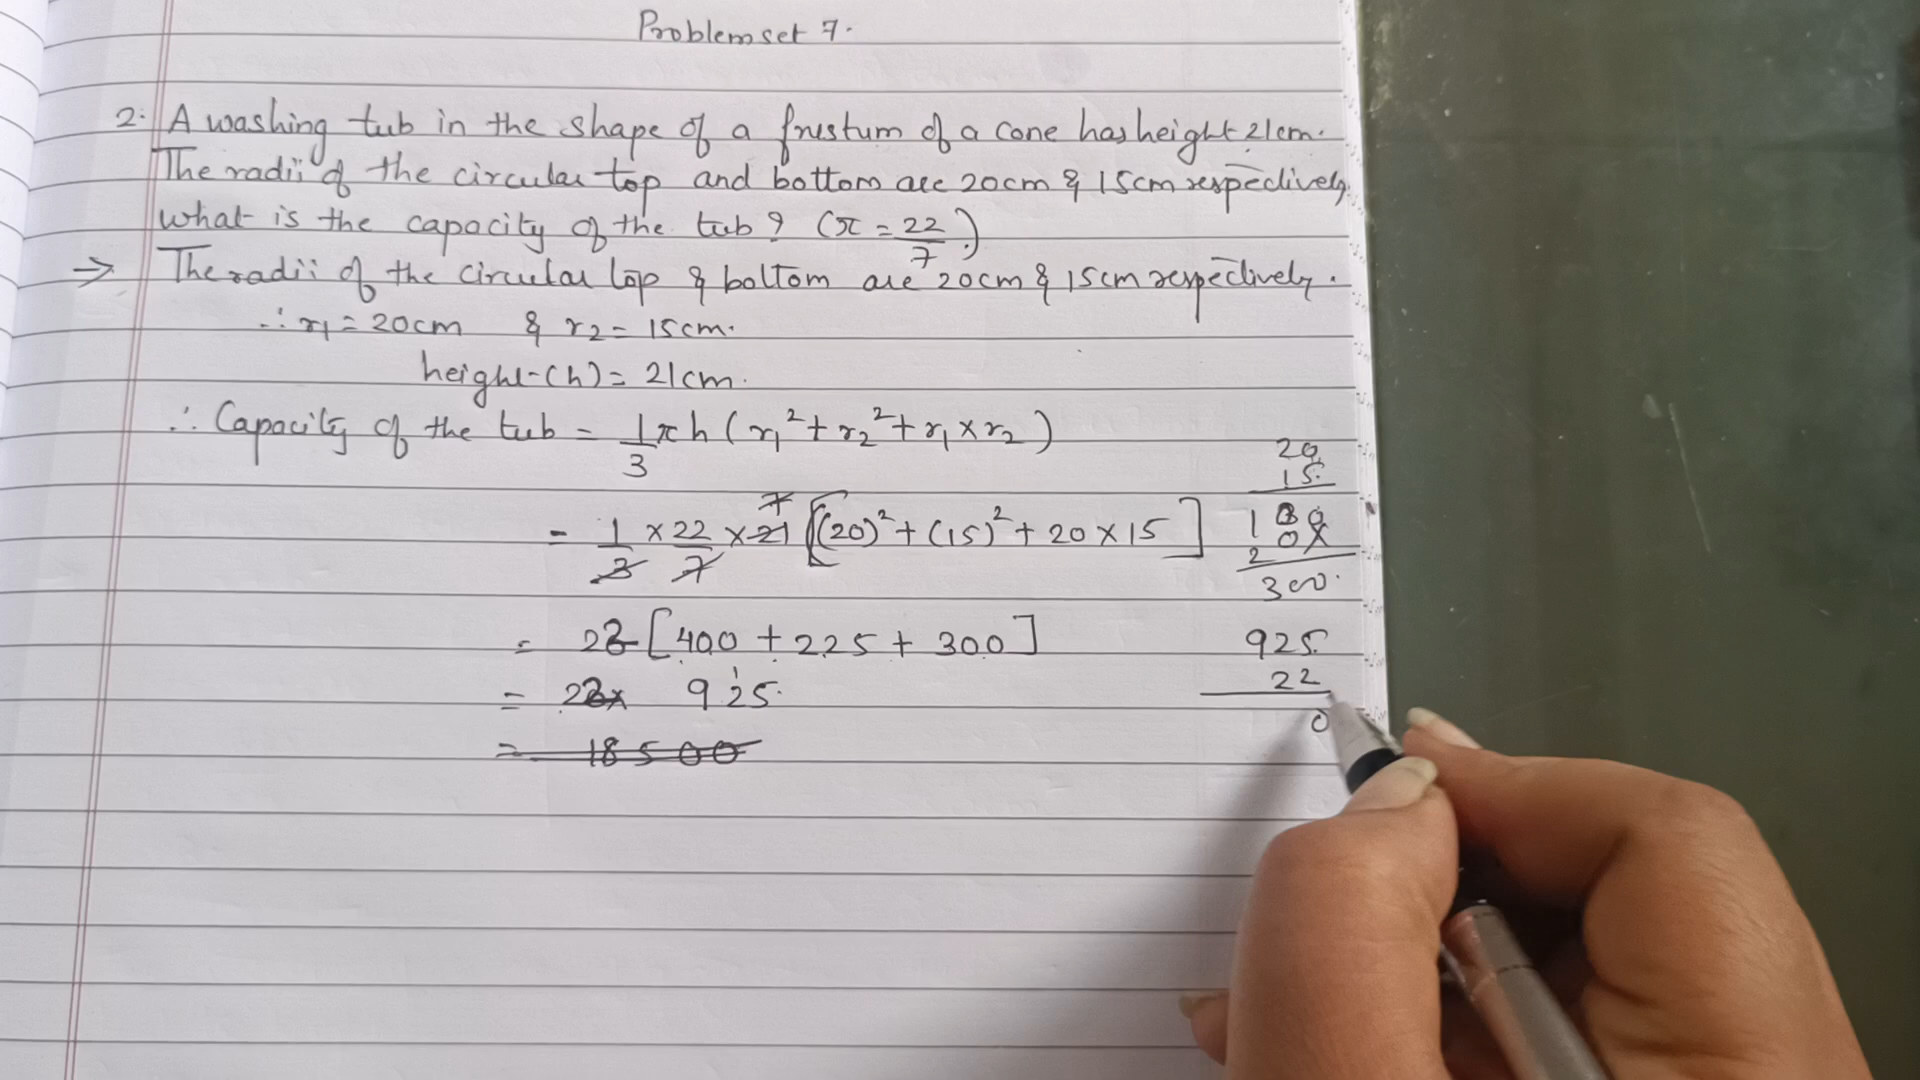 Problem set 7.
2. A washing tub in the shape of a frustum of a cone has height 21cm.
The radii of the circular top and bottom are 20cm & 15cm respectively
what is the capacity of the tub? (π = 22/7.)
→ The radii of the circular top & bottom are 20cm & 15cm respectively.
∴ r₁ = 20cm & r₂ = 15cm.
height (h) = 21cm.
∴ Capacity of the tub = 1/3 π h (r₁² + r₂² + r₁ × r₂)
= 1/3 × 22/7 × 21 [(20)² + (15)² + 20 × 15]
7
20
15
300.
= 22 [400 + 225 + 300]
= 22 × 925.
= 18500
925
22
0